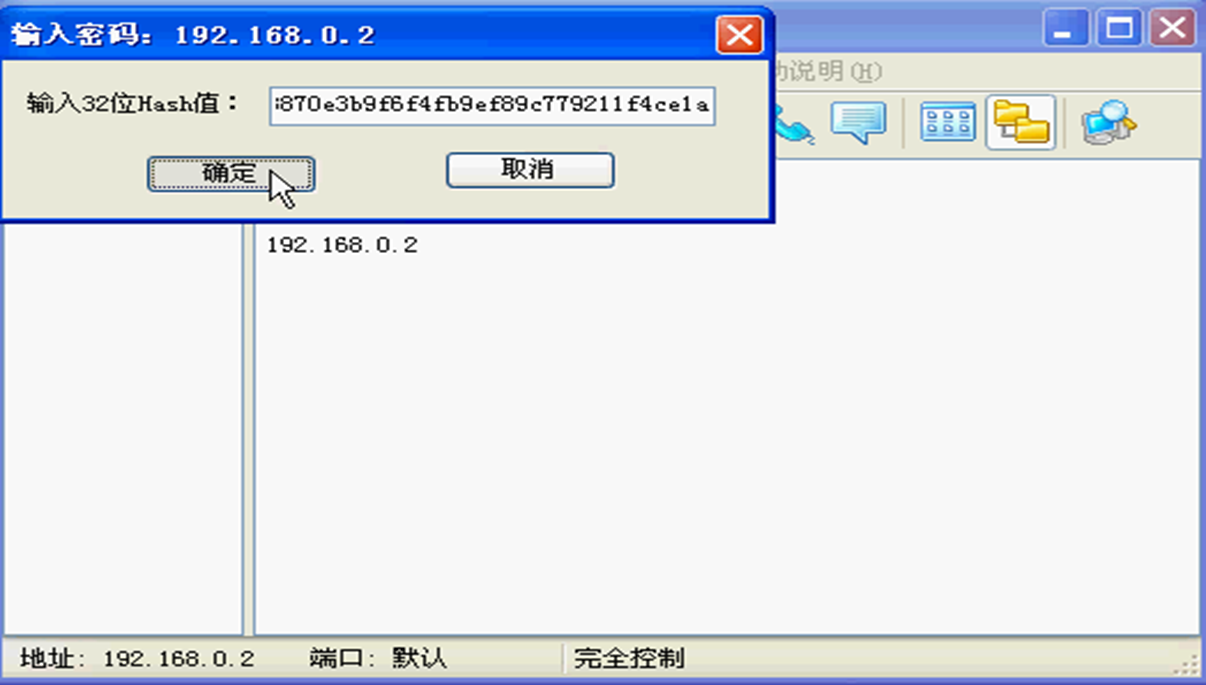 输入密码: 192.168.0.2
输入32位Hash值：
870e3b9f6f4fb9ef89c779211f4ce1a
确定
取消
说明(H)
192.168.0.2
地址: 192.168.0.2 端口: 默认 完全控制